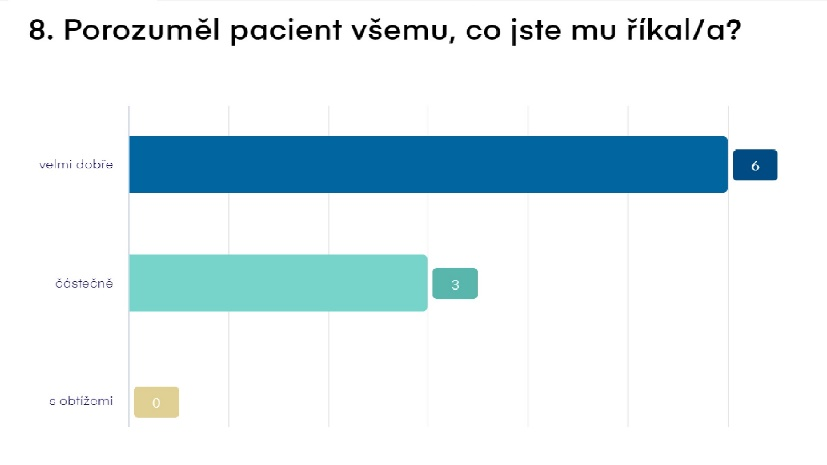 8. Porozuměl pacient všemu, co jste mu říkal/a?
velmi dobře
6
částečně
3
s obtížemi
0